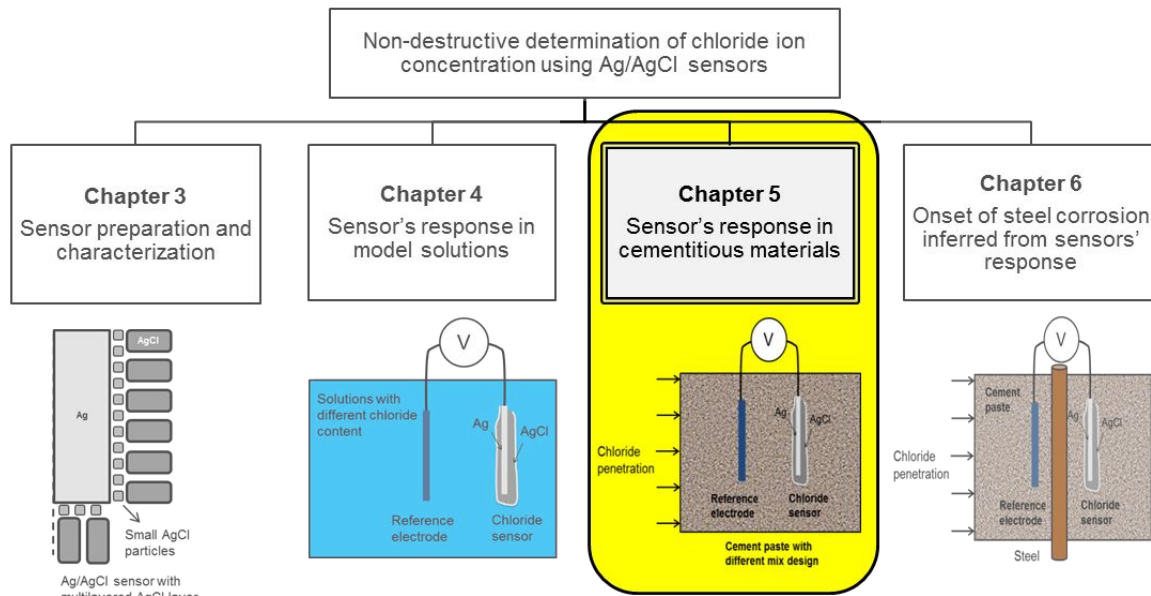 Non-destructive determination of chloride ion
concentration using Ag/AgCl sensors
Chapter 3
Sensor preparation and
characterization
Chapter 4
Sensor's response in
model solutions
Chapter 5
Sensor's response in
cementitious materials
Chapter 6
Onset of steel corrosion
inferred from sensors'
response
AgCl
Ag
Small AgCl
particles
Ag/AgCl sensor with
multilayered AgCl layer
V
Solutions with
different chloride
content
Ag
AgCl
Reference
electrode
Chloride
sensor
V
Chloride
penetration
Ag
AgCl
Reference
electrode
Chloride
sensor
Cement paste with
different mix design
V
Cement
paste
Ag
AgCl
Chloride
penetration
Reference
electrode
Chloride
sensor
Steel